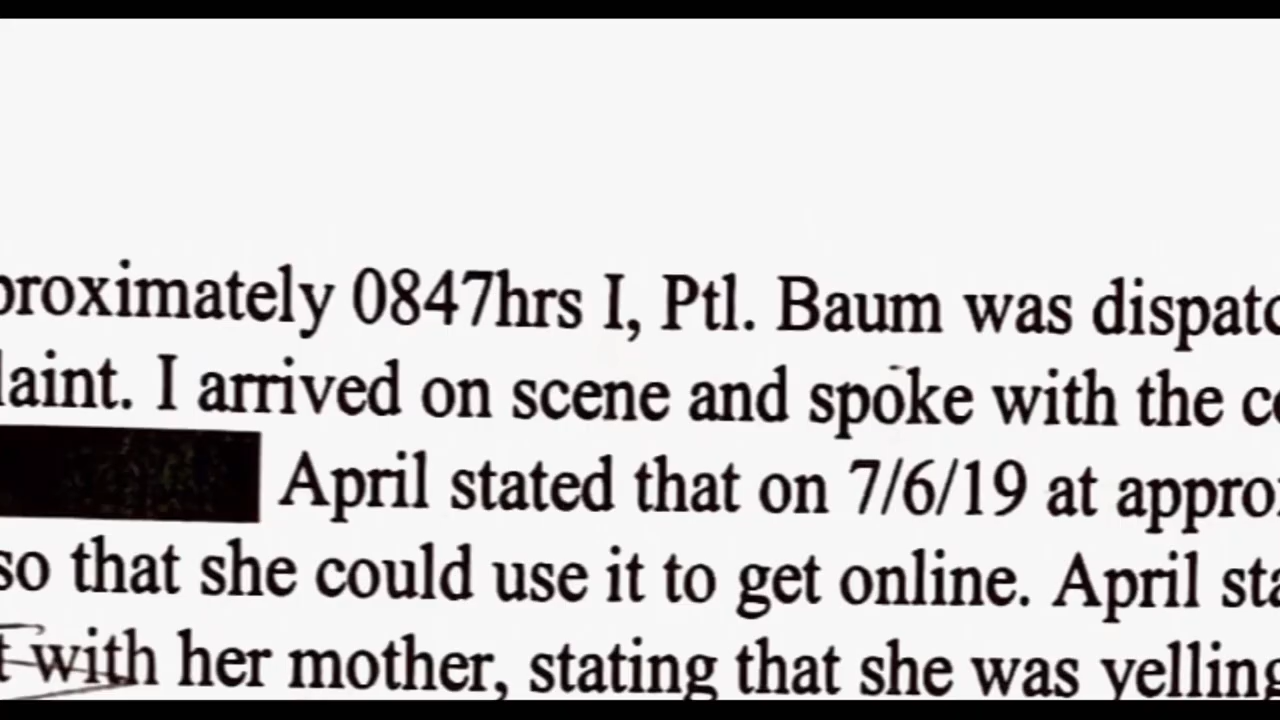 proximately 0847hrs I, Ptl. Baum was dispatc
laint. I arrived on scene and spoke with the co
April stated that on 7/6/19 at approx
so that she could use it to get online. April sta
t with her mother, stating that she was yelling